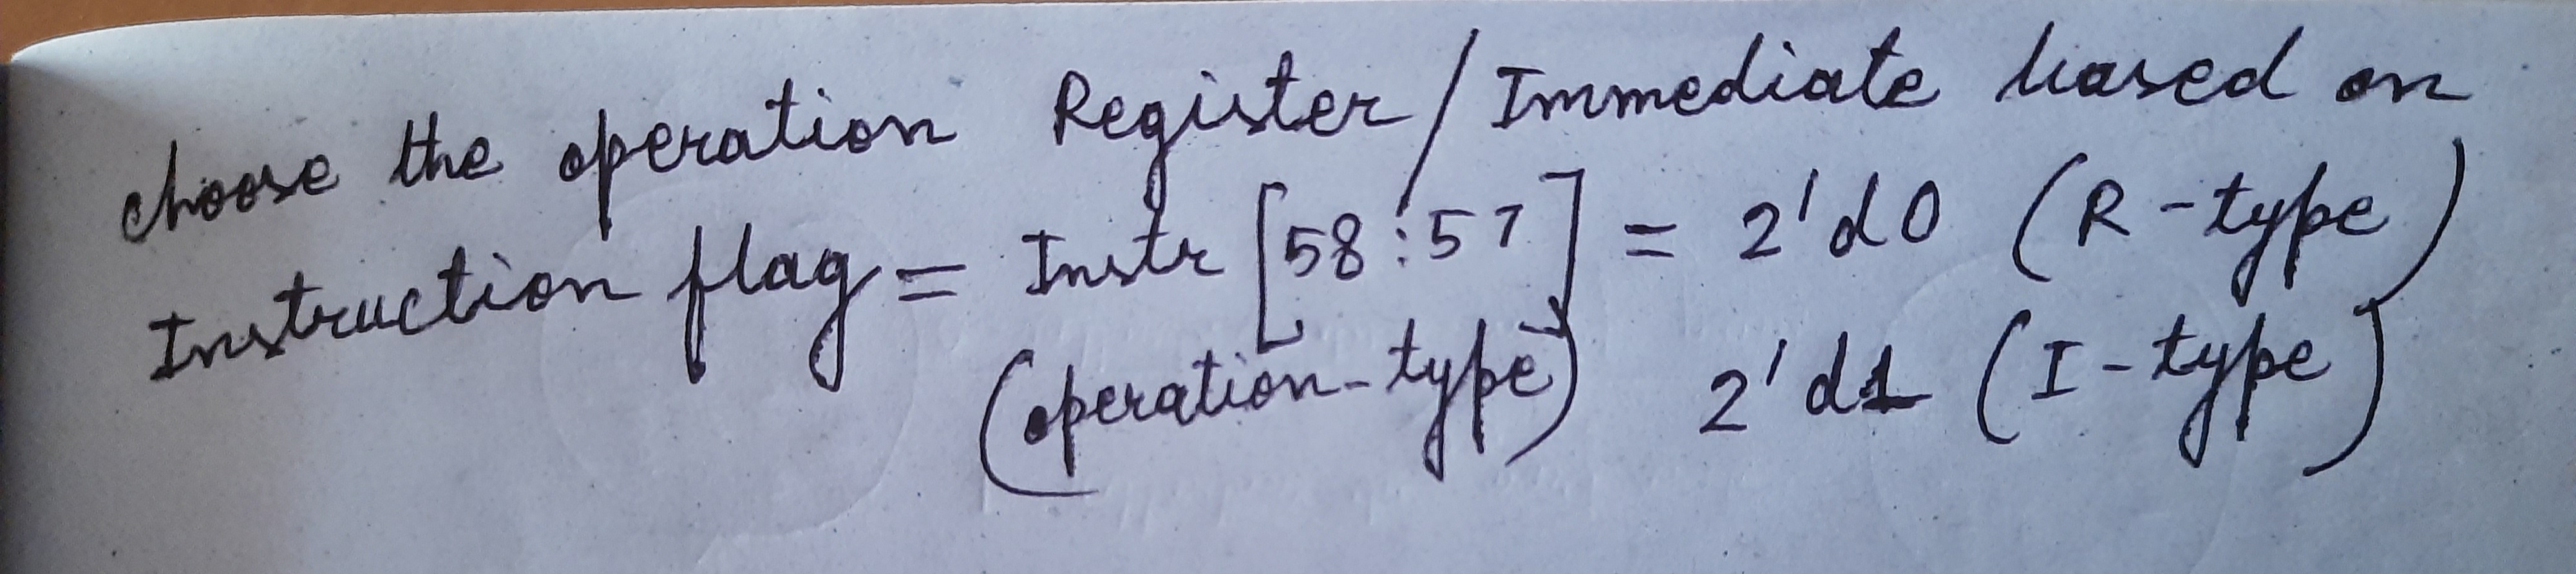 choose the operation Register/Immediate based on
Instruction flag = Instr [58:57] = 2'd0 (R-type)
(operation-type) 2'd1 (I-type)